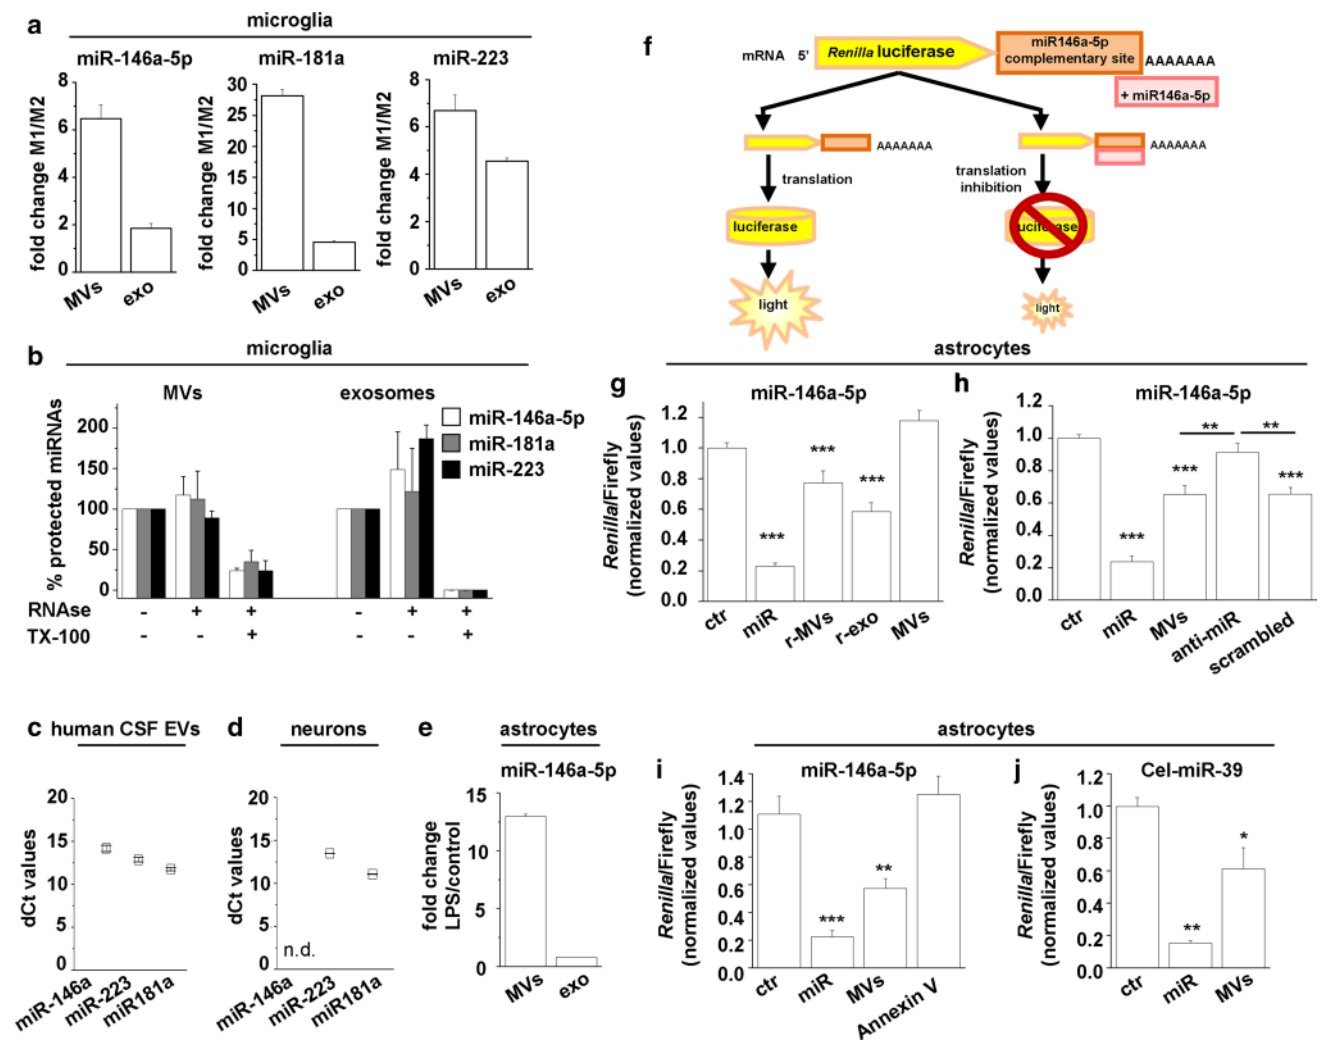 a
microglia
miR-146a-5p
miR-181a
miR-223
fold change M1/M2
8
6
4
2
0
MVs
exo
fold change M1/M2
30
25
20
15
10
5
0
MVs
exo
fold change M1/M2
8
6
4
2
0
MVs
exo
b
microglia
MVs
exosomes
miR-146a-5p
miR-181a
miR-223
% protected miRNAs
200
150
100
50
0
RNAse - + + - + +
TX-100 - - + - - +
c
human CSF EVs
dCt values
20
15
10
5
0
miR-146a
miR-223
miR181a
d
neurons
dCt values
20
15
10
5
0
n.d.
miR-146a
miR-223
miR181a
e
astrocytes
miR-146a-5p
fold change
LPS/control
15
10
5
0
MVs
exo
f
mRNA 5' Renilla luciferase
miR146a-5p
complementary site
AAAAAAA
+ miR146a-5p
AAAAAAA
AAAAAAA
translation
translation
inhibition
luciferase
luciferase
light
light
astrocytes
g
miR-146a-5p
Renilla/Firefly
(normalized values)
1.2
1.0
0.8
0.6
0.4
0.2
0.0
***
***
***
ctr
miR
r-MVs
r-exo
MVs
h
miR-146a-5p
Renilla/Firefly
(normalized values)
1.2
1.0
0.8
0.6
0.4
0.2
0.0
***
***
**
**
***
ctr
miR
MVs
anti-miR
scrambled
astrocytes
i
miR-146a-5p
Renilla/Firefly
(normalized values)
1.4
1.2
1.0
0.8
0.6
0.4
0.2
0.0
***
**
ctr
miR
MVs
Annexin V
j
Cel-miR-39
Renilla/Firefly
(normalized values)
1.2
1.0
0.8
0.6
0.4
0.2
0.0
**
*
ctr
miR
MVs